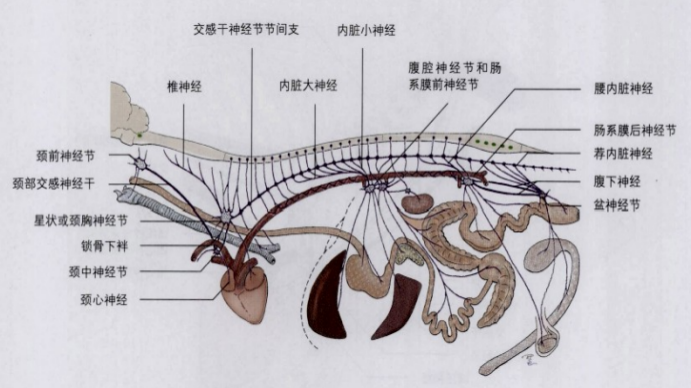 交感干神经节节间支
内脏小神经
腹腔神经节和肠
系膜前神经节
椎神经
内脏大神经
腰内脏神经
肠系膜后神经节
荐内脏神经
腹下神经
盆神经节
颈前神经节
颈部交感神经干
星状或颈胸神经节
锁骨下袢
颈中神经节
颈心神经